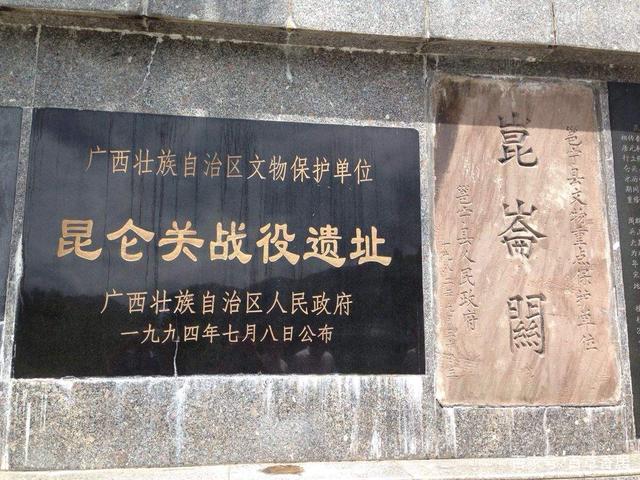 广西壮族自治区文物保护单位
昆仑关战役遗址
广西壮族自治区人民政府
一九九四年七月八日公布
邕宁县文物重点保护单位
崑崙關
邕宁县人民政府